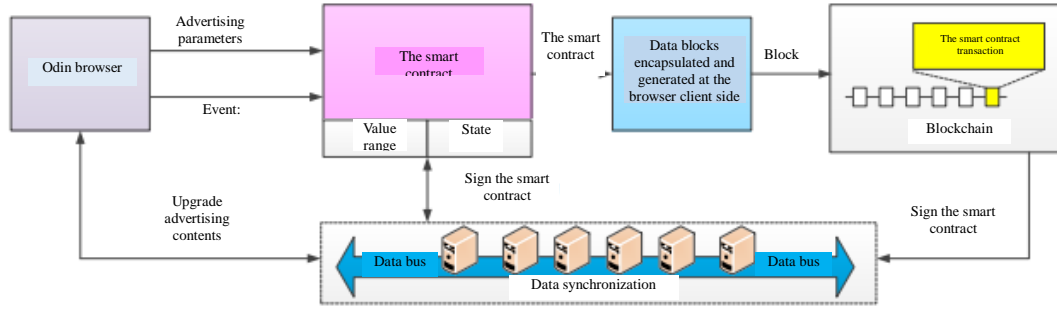 Advertising
parameters
Odin browser
Event:
The smart
contract
Value
range
State
The smart
contract
Data blocks
encapsulated and
generated at the
browser client side
Block
The smart contract
transaction
Blockchain
Upgrade
advertising
contents
Sign the smart
contract
Sign the smart
contract
Data bus
Data bus
Data synchronization